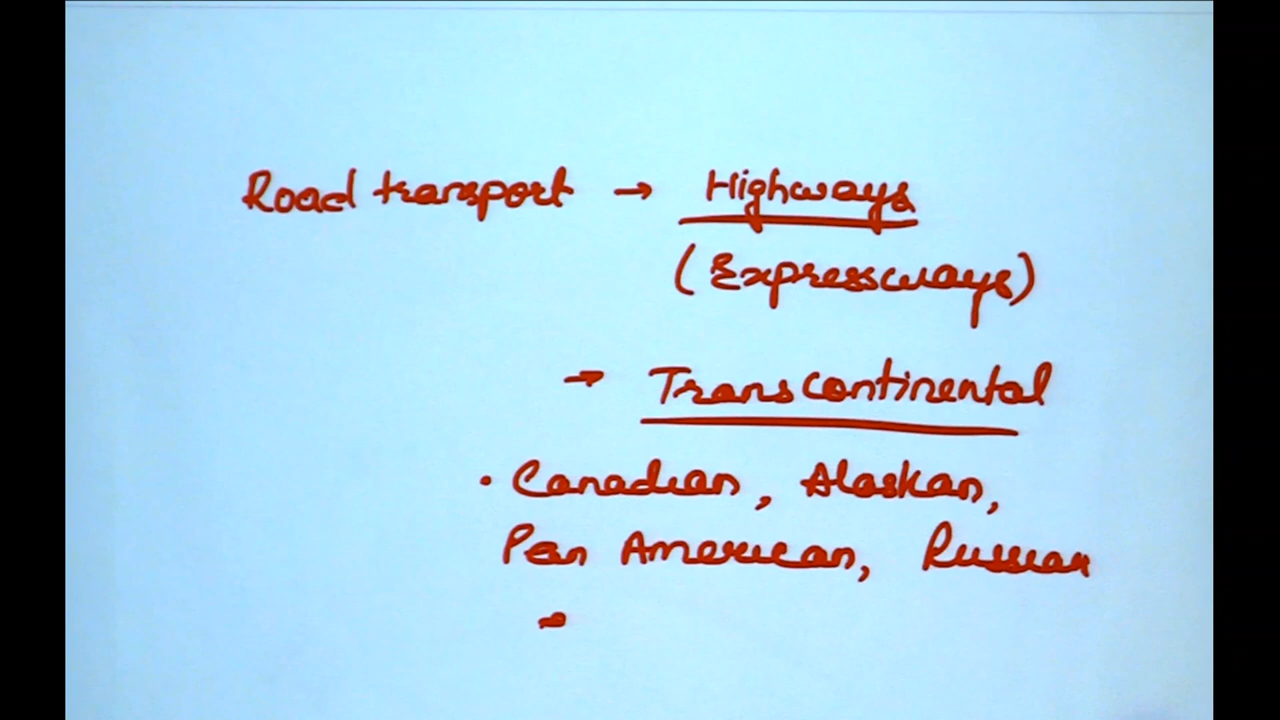 Road transport → Highways
(Expressways)
→ Transcontinental
• Canadian, Alaskan,
Pan American, Russian
•